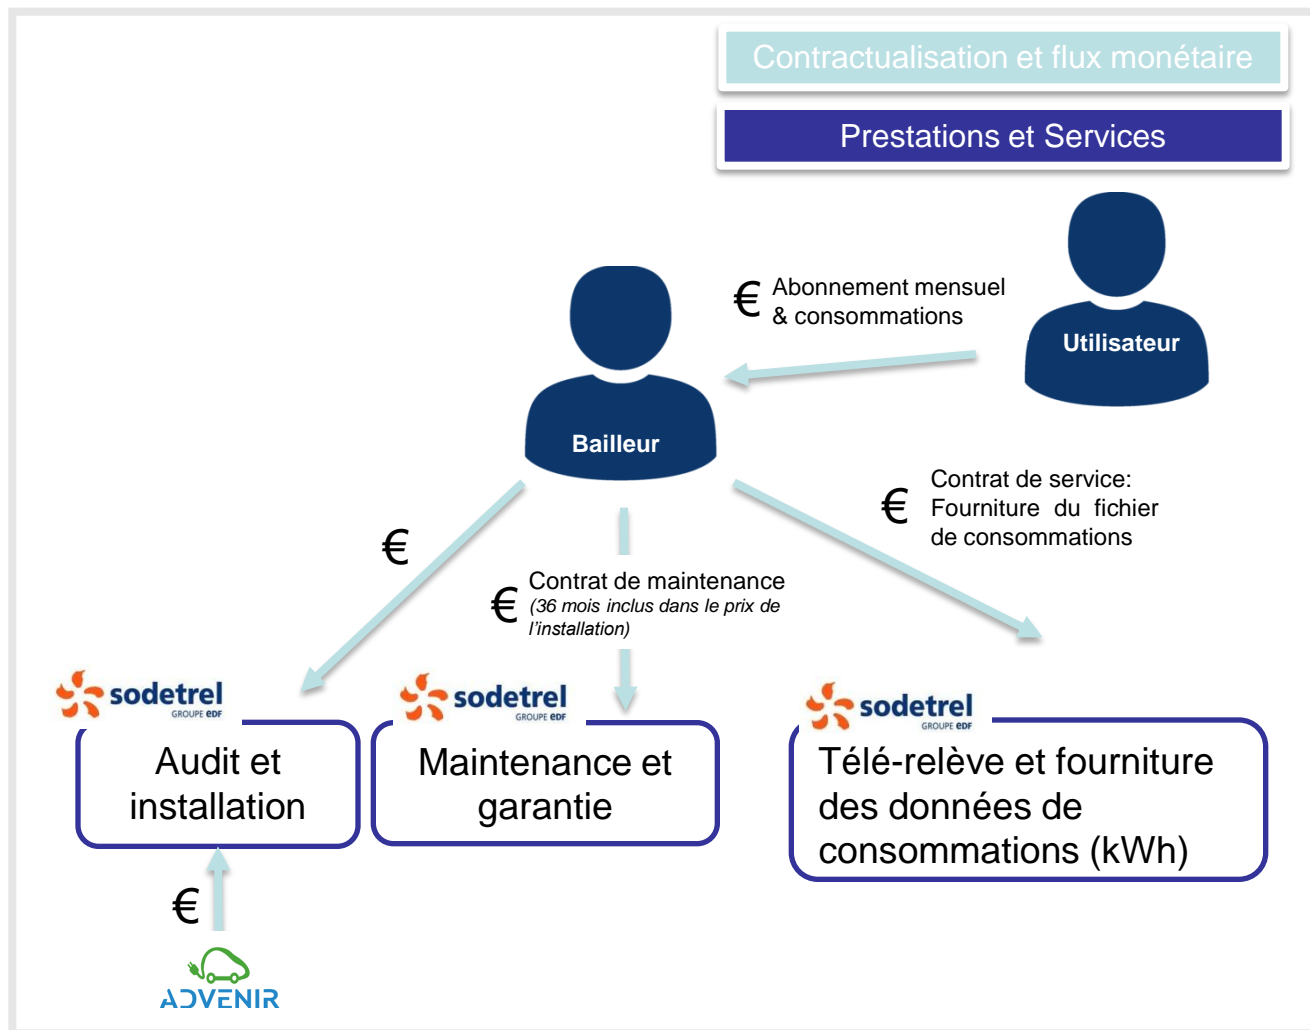 Contractualisation et flux monétaire
Prestations et Services
€ Abonnement mensuel
& consommations
Utilisateur
Bailleur
€ Contrat de service:
Fourniture du fichier
de consommations
€
€ Contrat de maintenance
(36 mois inclus dans le prix de
l'installation)
sodetrel
GROUPE EDF
sodetrel
GROUPE EDF
sodetrel
GROUPE EDF
Audit et
installation
Maintenance et
garantie
Télé-relève et fourniture
des données de
consommations (kWh)
€
ADVENIR